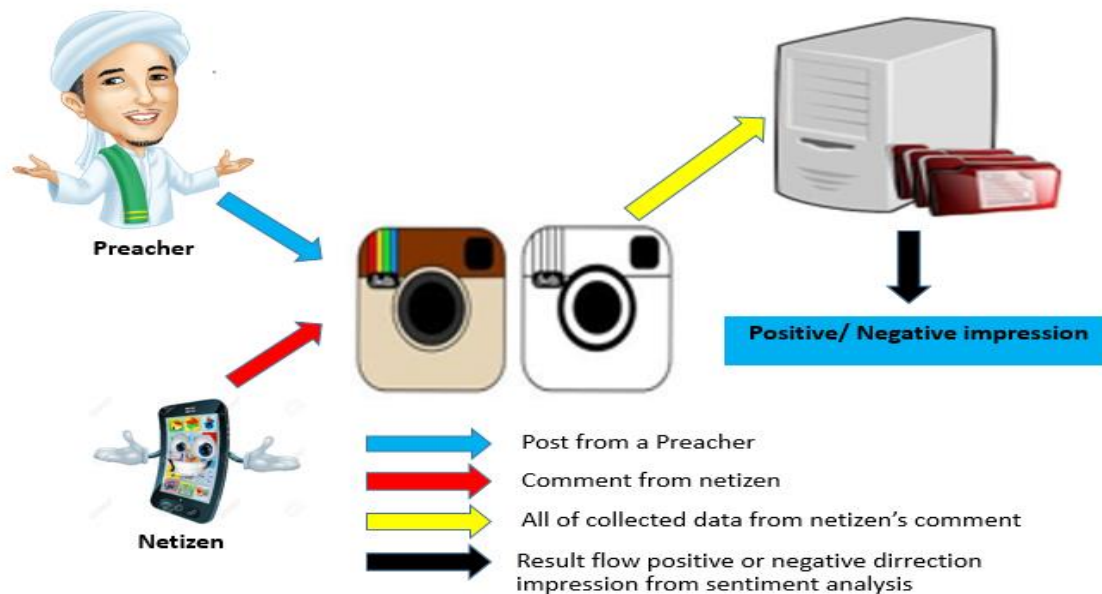 Preacher
Positive/ Negative impression
Post from a Preacher
Comment from netizen
All of collected data from netizen's comment
Netizen
Result flow positive or negative dirrection
impression from sentiment analysis